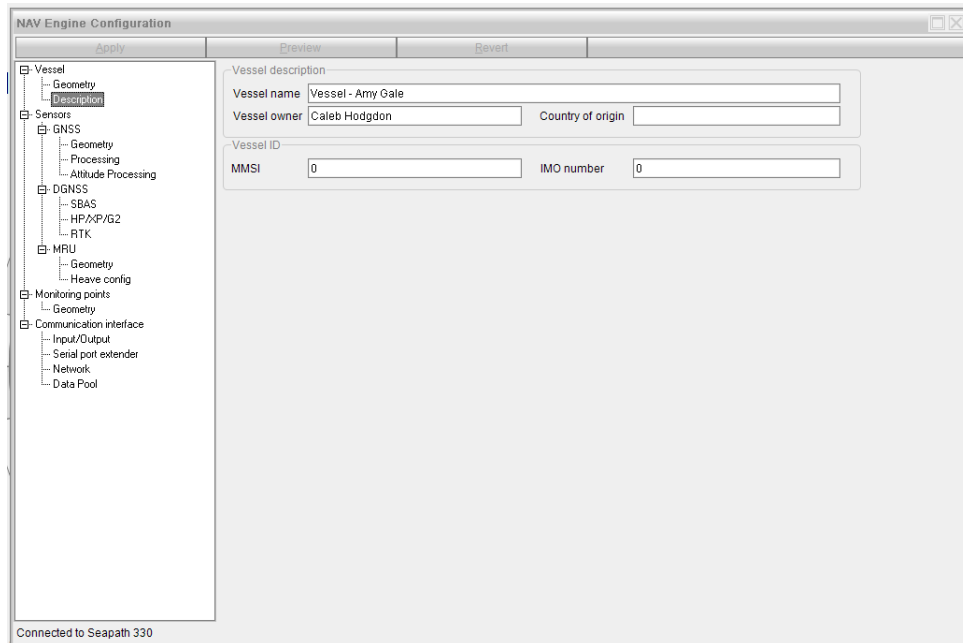 NAV Engine Configuration
Apply Preview Revert
Vessel
Geometry
Description
Sensors
GNSS
Geometry
Processing
Attitude Processing
DGNSS
SBAS
HP/XP/G2
RTK
MRU
Geometry
Heave config
Monitoring points
Geometry
Communication interface
Input/Output
Serial port extender
Network
Data Pool
Vessel description
Vessel name Vessel - Amy Gale
Vessel owner Caleb Hodgdon Country of origin
Vessel ID
MMSI 0 IMO number 0
Connected to Seapath 330